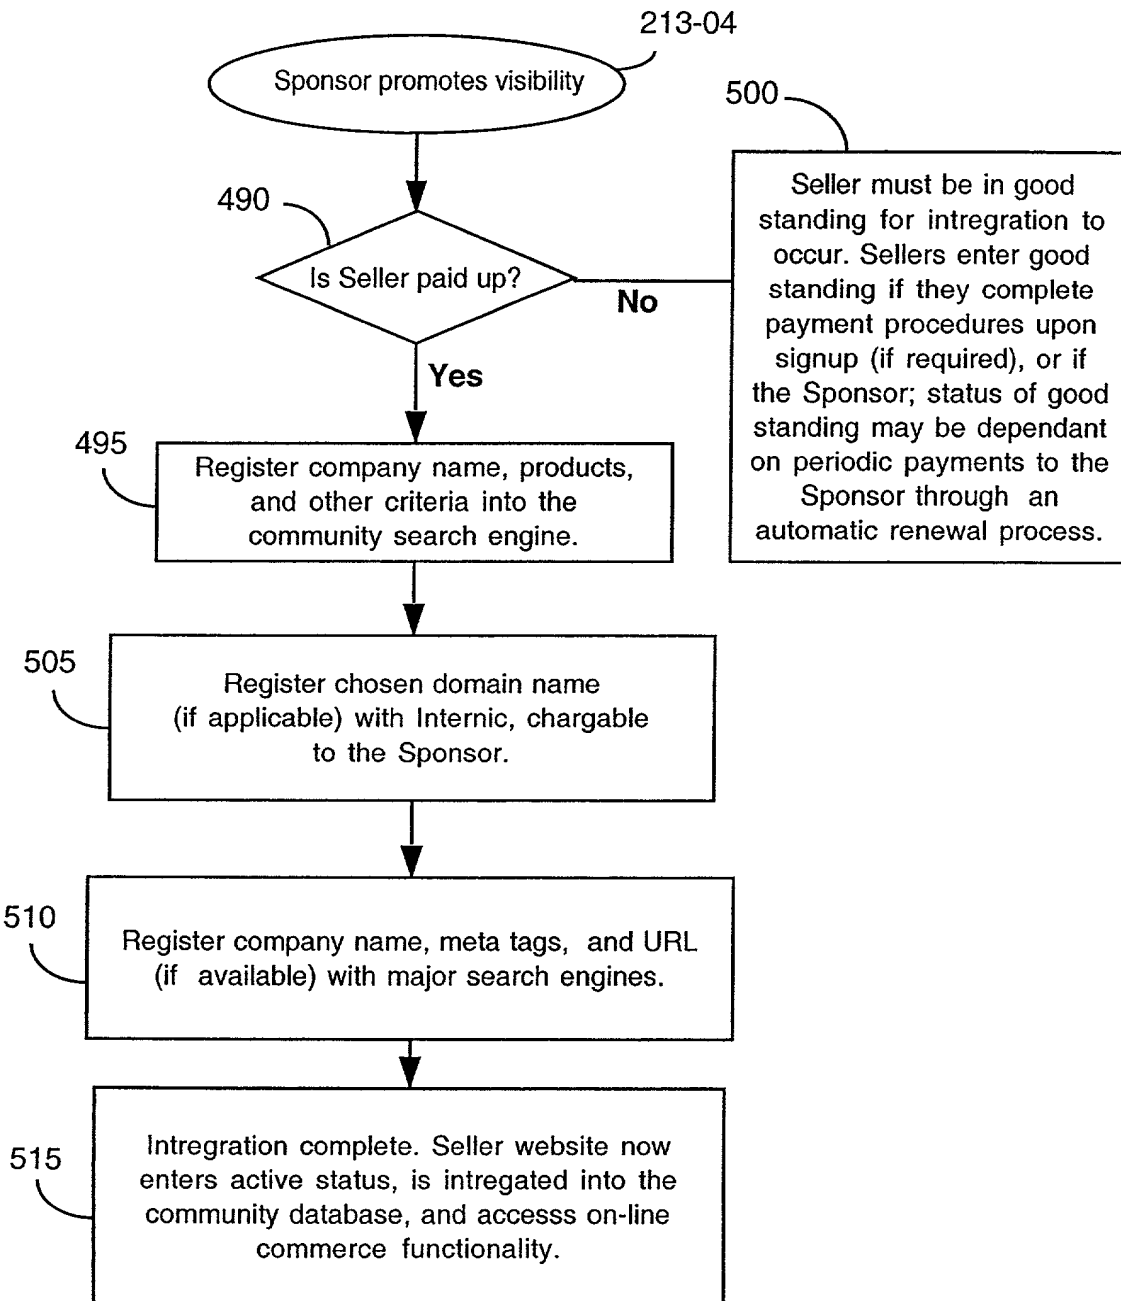 213-04
Sponsor promotes visibility
500
490
Is Seller paid up?
No
Yes
Seller must be in good
standing for intregration to
occur. Sellers enter good
standing if they complete
payment procedures upon
signup (if required), or if
the Sponsor; status of good
standing may be dependant
on periodic payments to the
Sponsor through an
automatic renewal process.
495
Register company name, products,
and other criteria into the
community search engine.
505
Register chosen domain name
(if applicable) with Internic, chargable
to the Sponsor.
510
Register company name, meta tags, and URL
(if available) with major search engines.
515
Intregration complete. Seller website now
enters active status, is intregated into the
community database, and accesss on-line
commerce functionality.